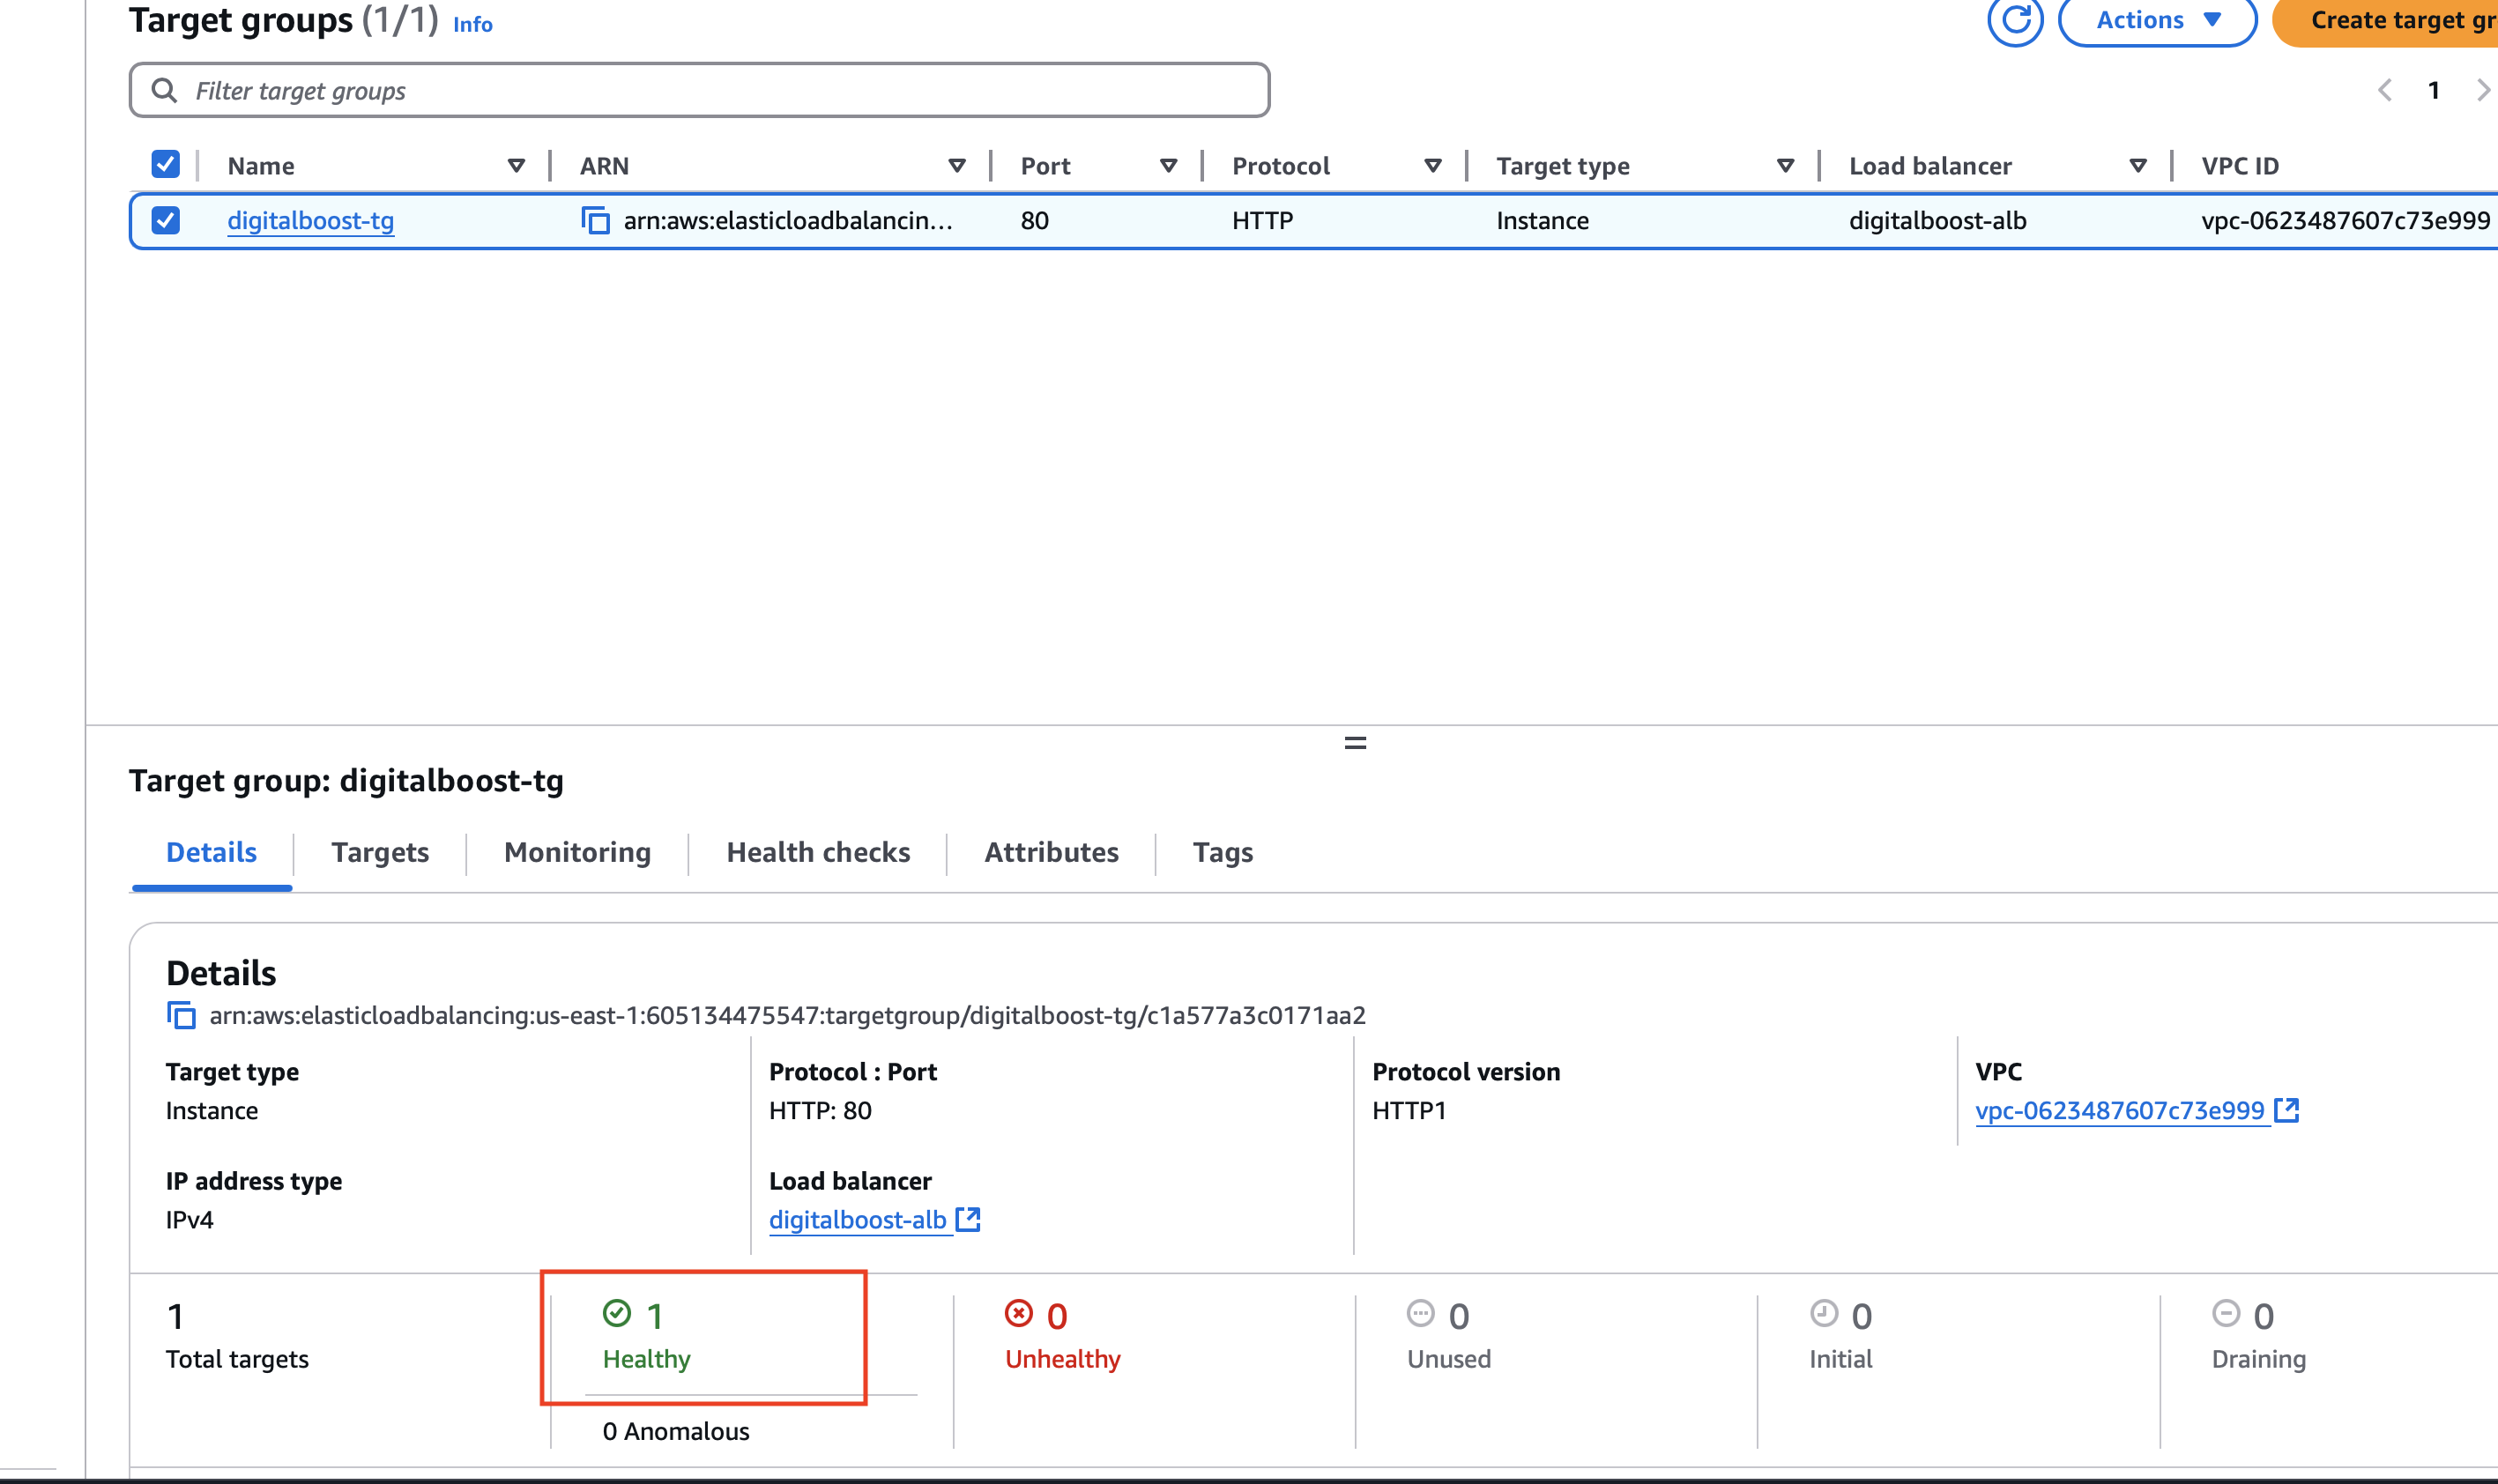 Target groups (1/1) Info
Actions
Create target gr
Filter target groups
1
Name ARN Port Protocol Target type Load balancer VPC ID
digitalboost-tg arn:aws:elasticloadbalancin… 80 HTTP Instance digitalboost-alb vpc-0623487607c73e999
Target group: digitalboost-tg
Details Targets Monitoring Health checks Attributes Tags
Details
arn:aws:elasticloadbalancing:us-east-1:605134475547:targetgroup/digitalboost-tg/c1a577a3c0171aa2
Target type Protocol : Port Protocol version VPC
Instance HTTP: 80 HTTP1 vpc-0623487607c73e999
IP address type Load balancer
IPv4 digitalboost-alb
1 1 0 0 0 0
Total targets Healthy Unhealthy Unused Initial Draining
0 Anomalous